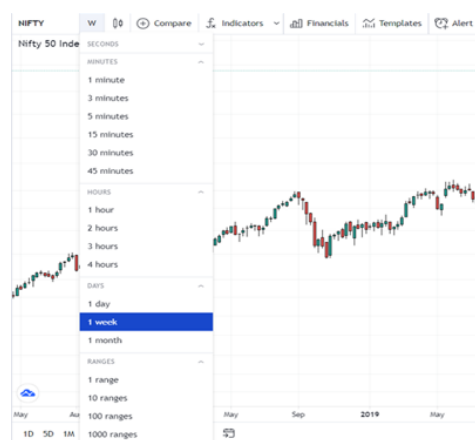 NIFTY W Compare Indicators Financials Templates Alert
Nifty 50 Inde
SECONDS
MINUTES
1 minute
3 minutes
5 minutes
15 minutes
30 minutes
45 minutes
HOURS
1 hour
2 hours
3 hours
4 hours
DAYS
1 day
1 week
1 month
RANGES
1 range
10 ranges
100 ranges
1000 ranges
May Au May Sep 2019 May
1D 5D 1M